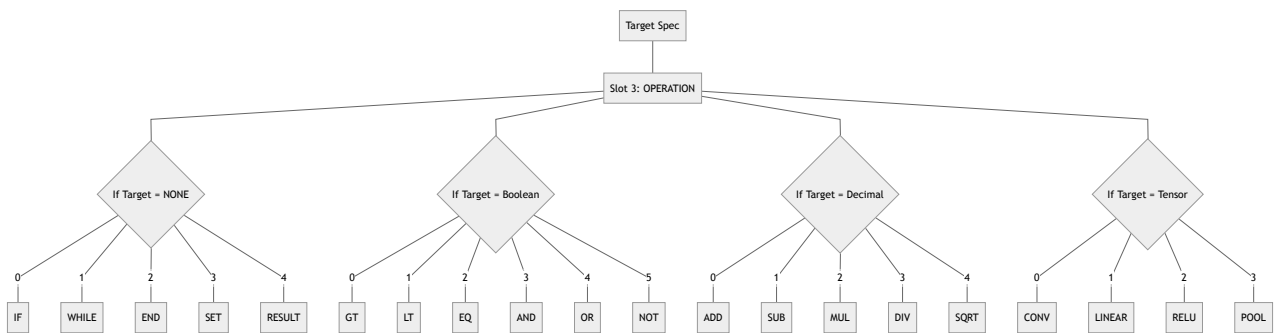 Target Spec
Slot 3: OPERATION
If Target = NONE
If Target = Boolean
If Target = Decimal
If Target = Tensor
0 1 2 3 4
0 1 2 3 4 5
0 1 2 3 4
0 1 2 3
IF WHILE END SET RESULT
GT LT EQ AND OR NOT
ADD SUB MUL DIV SQRT
CONV LINEAR RELU POOL